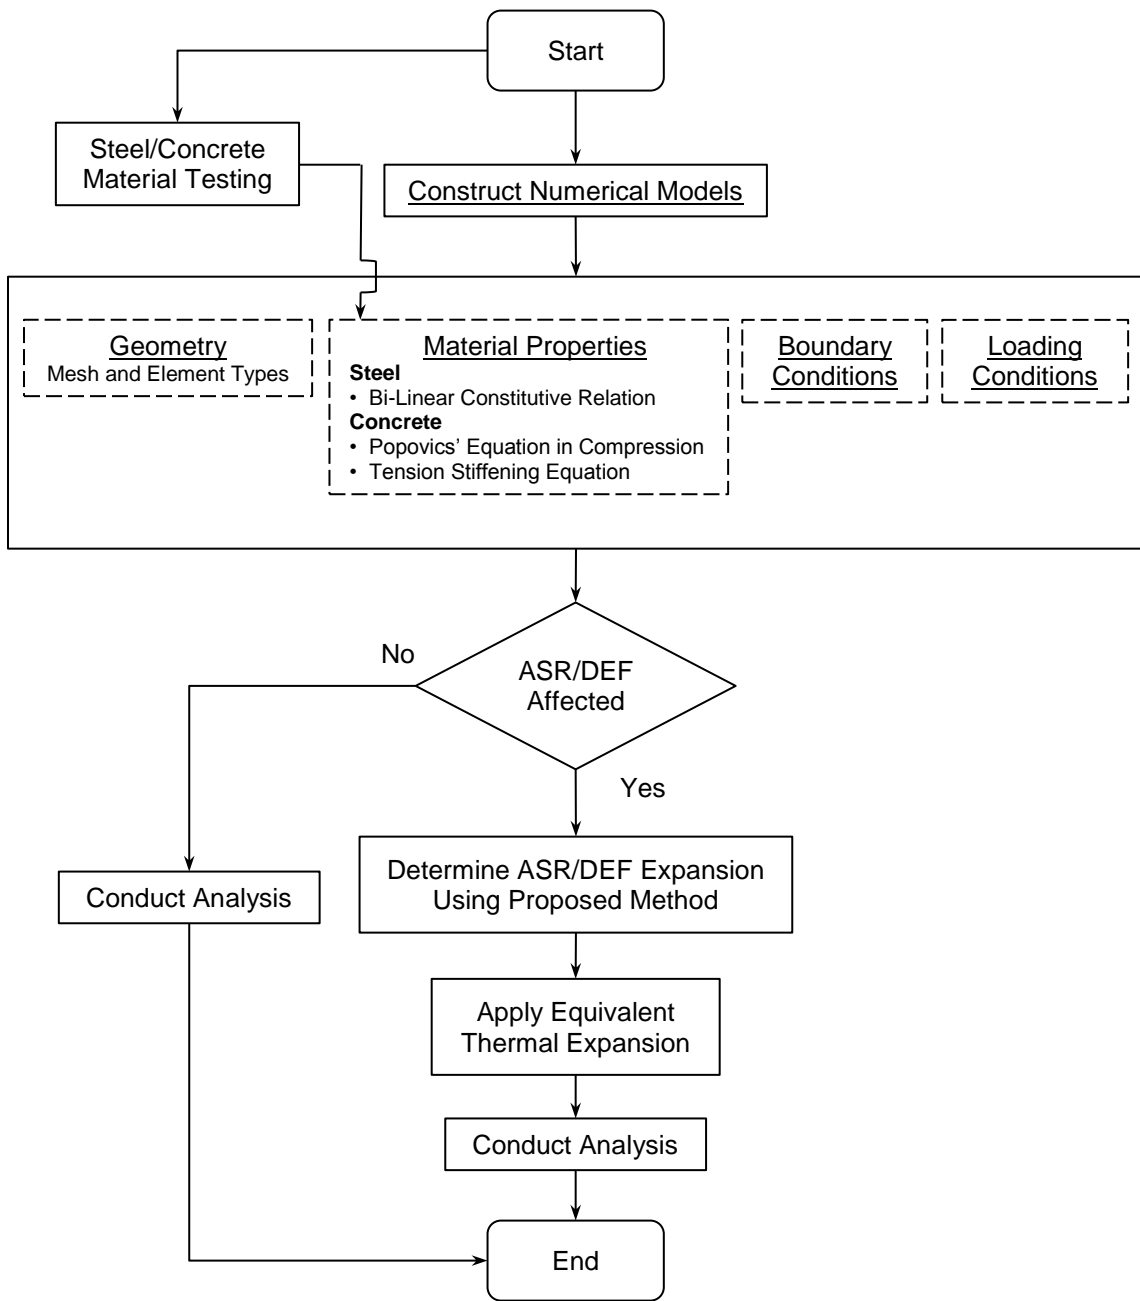 Start
Steel/Concrete
Material Testing
Construct Numerical Models
Geometry
Mesh and Element Types
Material Properties
Steel
• Bi-Linear Constitutive Relation
Concrete
• Popovics’ Equation in Compression
• Tension Stiffening Equation
Boundary
Conditions
Loading
Conditions
ASR/DEF
Affected
No
Yes
Determine ASR/DEF Expansion
Using Proposed Method
Conduct Analysis
Apply Equivalent
Thermal Expansion
Conduct Analysis
End